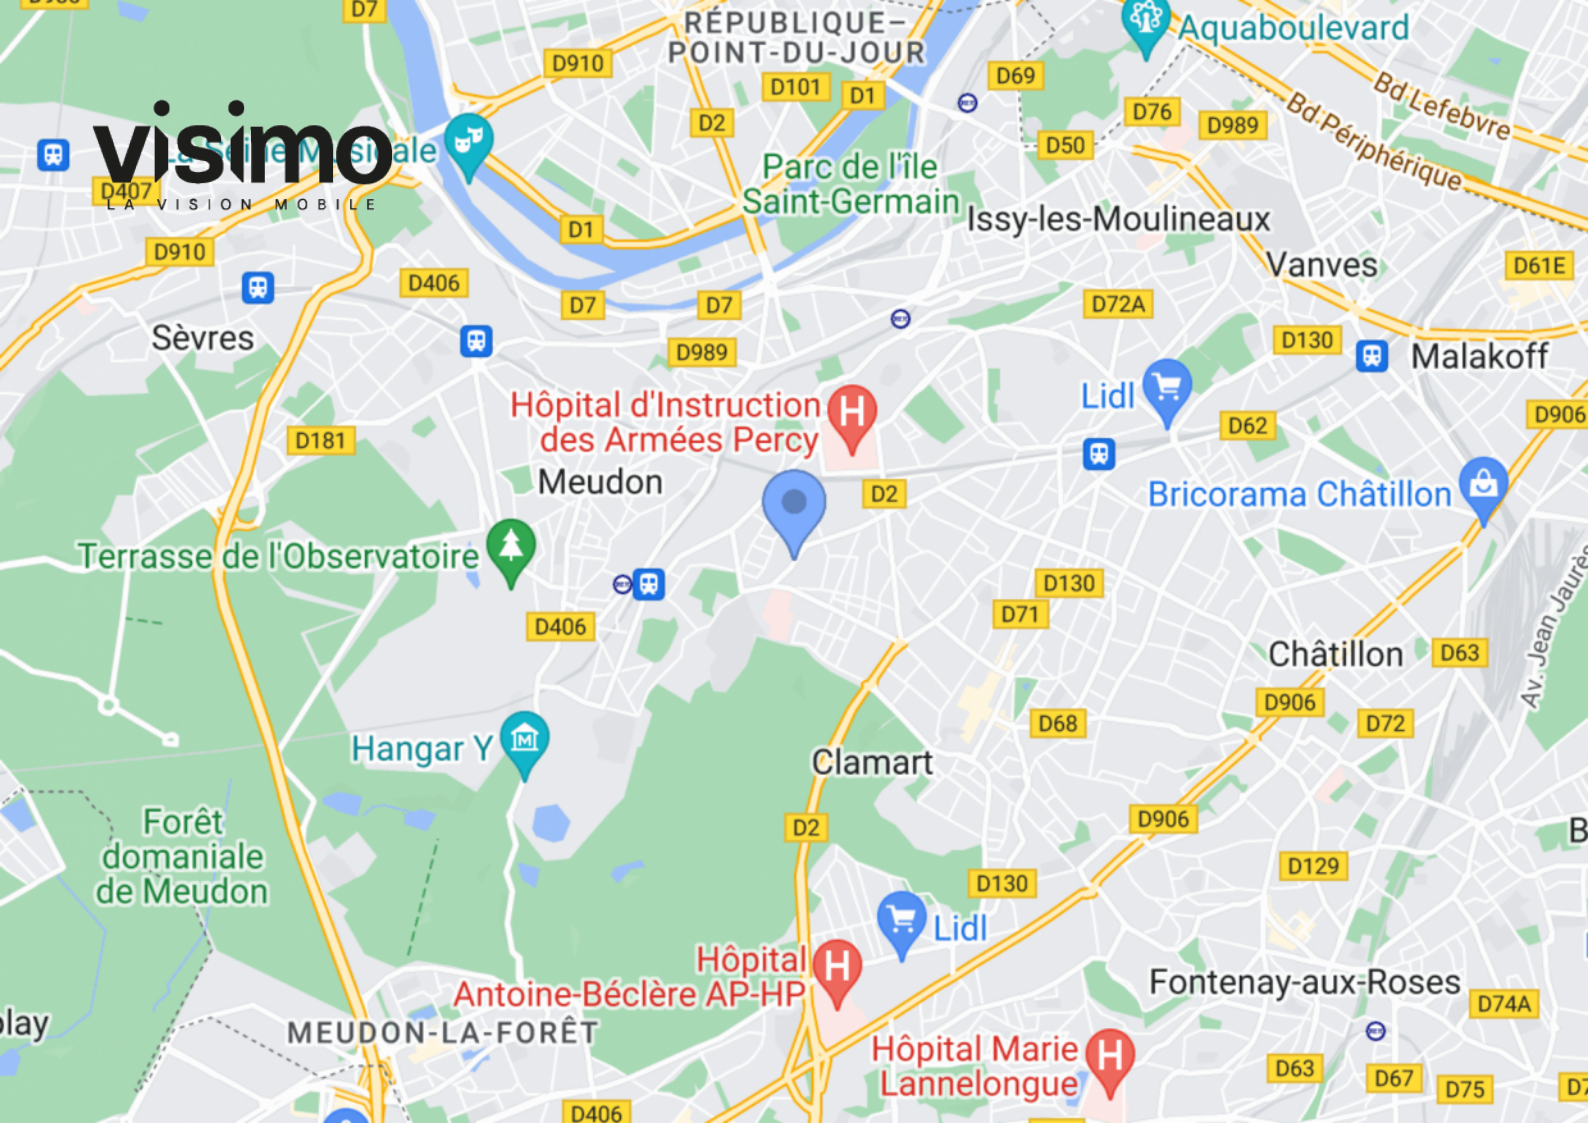 D7
RÉPUBLIQUE–
POINT-DU-JOUR
Aquaboulevard
D910
D101
D1
D69
Bd Lefebvre
D2
D76
D989
Bd Périphérique
D50
visimo
LA VISION MOBILE
La Seine Musicale
D407
Parc de l'île
Saint-Germain
Issy-les-Moulineaux
D1
D910
Vanves
D61E
D406
D7
D7
D72A
Sèvres
D989
D130
Malakoff
Hôpital d'Instruction
des Armées Percy
H
Lidl
D62
D906
D181
Meudon
D2
Bricorama Châtillon
Terrasse de l'Observatoire
D130
D71
D406
Av. Jean Jaurès
Châtillon
D63
D906
D68
D72
Hangar Y
M
Clamart
Forêt
domaniale
de Meudon
D2
D906
B
D129
D130
Lidl
Hôpital
Antoine-Béclère AP-HP
H
Fontenay-aux-Roses
D74A
play
MEUDON-LA-FORÊT
Hôpital Marie
Lannelongue
H
D63
D67
D75
D406